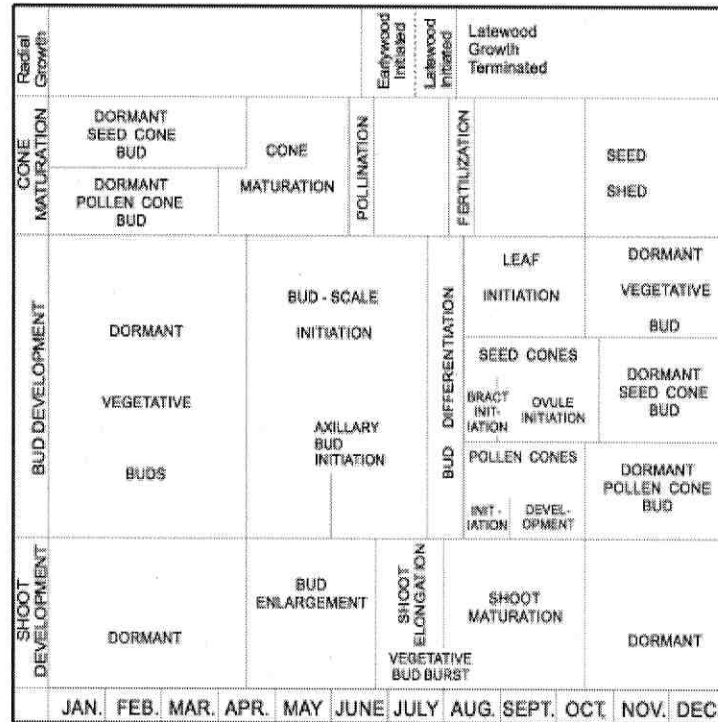 Radial
Growth
Earlywood
Initiated
Latewood
Initiated
Latewood
Growth
Terminated
CONE
MATURATION
DORMANT
SEED CONE
BUD
DORMANT
POLLEN CONE
BUD
CONE
MATURATION
POLLINATION
FERTILIZATION
SEED
SHED
BUD DEVELOPMENT
DORMANT
VEGETATIVE
BUDS
BUD - SCALE
INITIATION
AXILLARY
BUD
INITIATION
BUD DIFFERENTIATION
LEAF
INITIATION
DORMANT
VEGETATIVE
BUD
SEED CONES
BRACT
INIT-
IATION
OVULE
INITIATION
DORMANT
SEED CONE
BUD
POLLEN CONES
INIT -
IATION
DEVEL-
OPMENT
DORMANT
POLLEN CONE
BUD
SHOOT
DEVELOPMENT
DORMANT
BUD
ENLARGEMENT
SHOOT
ELONGATION
VEGETATIVE
BUD BURST
SHOOT
MATURATION
DORMANT
JAN. FEB. MAR. APR. MAY JUNE JULY AUG. SEPT. OCT. NOV. DEC.